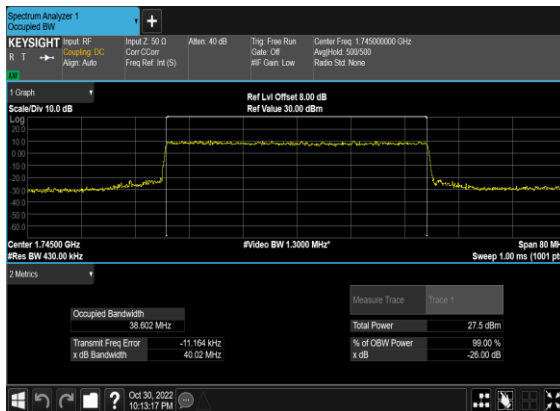 Spectrum Analyzer 1
Occupied BW
KEYSIGHT Input: RF Input Z: 50 Ω Atten: 40 dB Trig: Free Run Center Freq: 1.745000000 GHz
R T Coupling: DC Corr CCorr Gate: Off Avg|Hold: 500/500
Align: Auto Freq Ref: Int (S) #IF Gain: Low Radio Std: None
1 Graph
Ref Lvl Offset 8.00 dB
Scale/Div 10.0 dB Ref Value 30.00 dBm
Log
20.0
10.0
0.00
-10.0
-20.0
-30.0
-40.0
-50.0
-60.0
Center 1.74500 GHz #Video BW 1.3000 MHz* Span 80 MH
#Res BW 430.00 kHz Sweep 1.00 ms (1001 pt
2 Metrics
Measure Trace Trace 1
Occupied Bandwidth
38.602 MHz Total Power 27.5 dBm
Transmit Freq Error -11.164 kHz % of OBW Power 99.00 %
x dB Bandwidth 40.02 MHz x dB -26.00 dB
Oct 30, 2022
10:13:17 PM